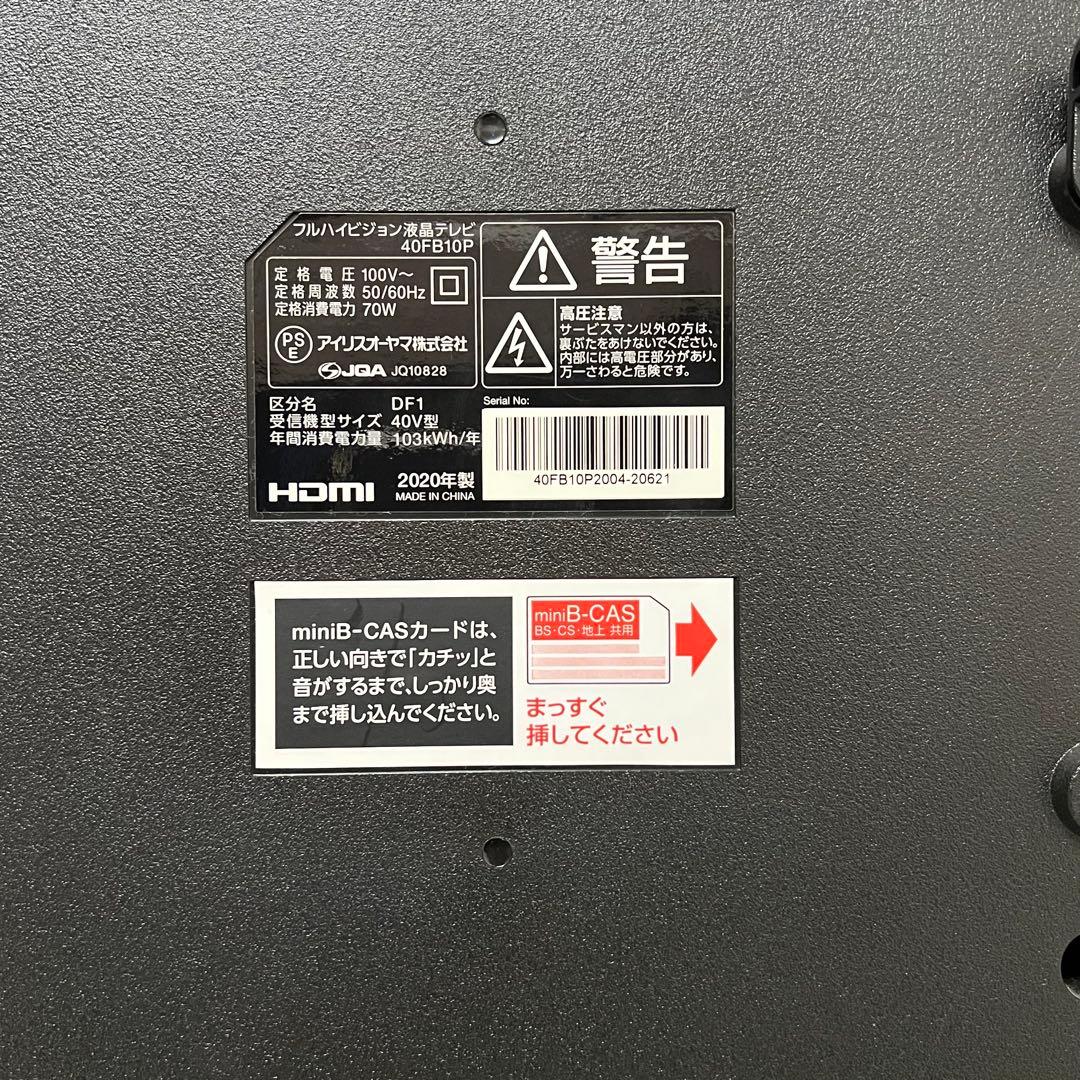 フルハイビジョン液晶テレビ
40FB10P
定格電圧 100V～
定格周波数 50/60Hz
定格消費電力 70W
PSE アイリスオーヤマ株式会社
JQA JQ10828
警告
高圧注意
サービスマン以外の方は、
裏ぶたをあけないでください。
内部には高電圧部分があり、
万一さわると危険です。
区分名 DF1
受信機型サイズ 40V型
年間消費電力量 103kWh/年
HDMI
2020年製
MADE IN CHINA
Serial No:
40FB10P2004-20621
miniB-CASカードは、
正しい向きで「カチッ」と
音がするまで、しっかり奥
まで挿し込んでください。
miniB-CAS
BS・CS・地上 共用
まっすぐ
挿してください